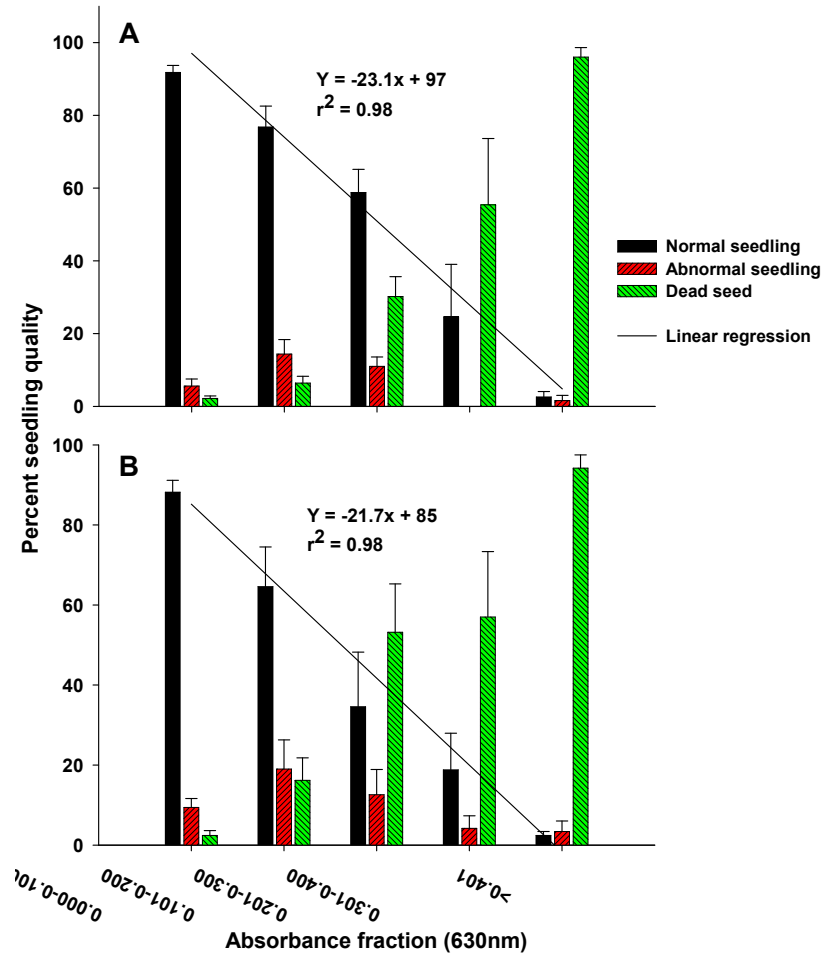 A
100
80
60
40
20
0
Y = -23.1x + 97
r2 = 0.98
Normal seedling
Abnormal seedling
Dead seed
Linear regression
Percent seedling quality
B
100
80
60
40
20
0
Y = -21.7x + 85
r2 = 0.98
0.000-0.10
0.101-0.200
0.201-0.300
0.301-0.400
>0.401
Absorbance fraction (630nm)